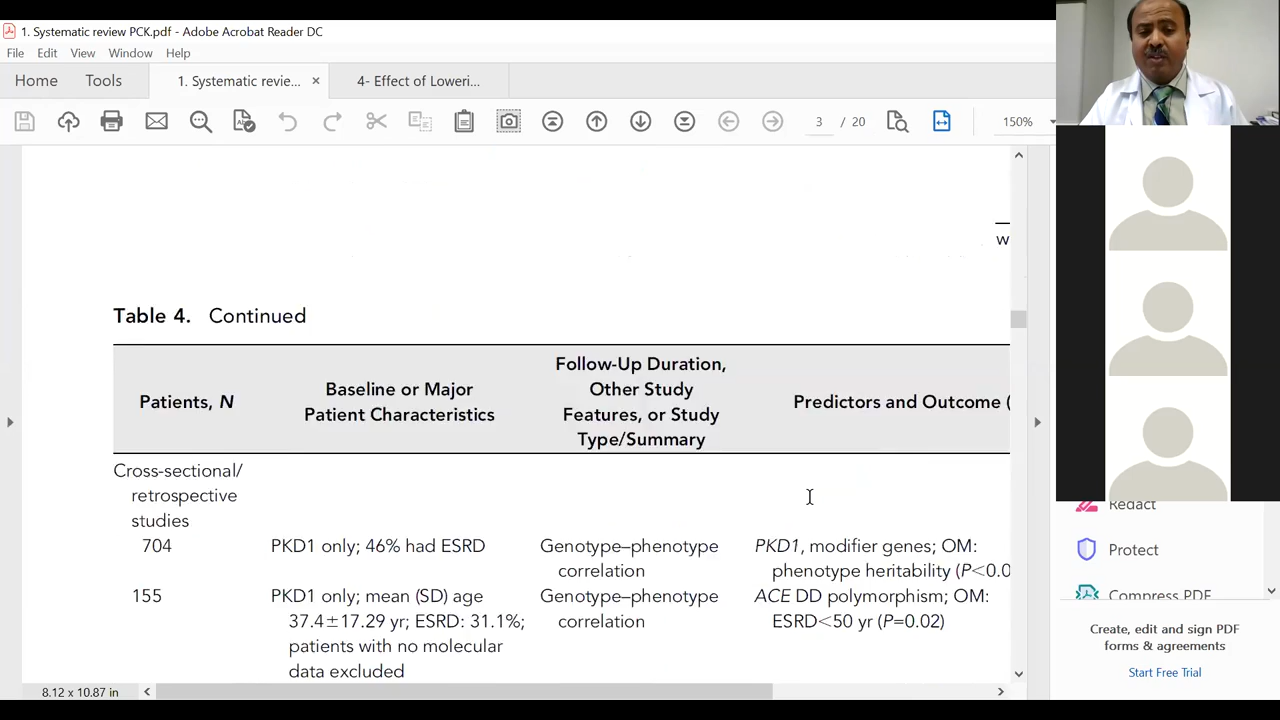 1. Systematic review PCK.pdf - Adobe Acrobat Reader DC
File Edit View Window Help
Home Tools 1. Systematic revie... × 4- Effect of Loweri...
3 / 20 150%
w
Table 4. Continued
Patients, N
Baseline or Major
Patient Characteristics
Follow-Up Duration,
Other Study
Features, or Study
Type/Summary
Predictors and Outcome (
Cross-sectional/
retrospective
studies
704 PKD1 only; 46% had ESRD Genotype–phenotype PKD1, modifier genes; OM:
correlation phenotype heritability (P<0.0
155 PKD1 only; mean (SD) age Genotype–phenotype ACE DD polymorphism; OM:
37.4±17.29 yr; ESRD: 31.1%; correlation ESRD<50 yr (P=0.02)
patients with no molecular
data excluded
8.12 x 10.87 in
Redact
Protect
Compress PDF
Create, edit and sign PDF
forms & agreements
Start Free Trial